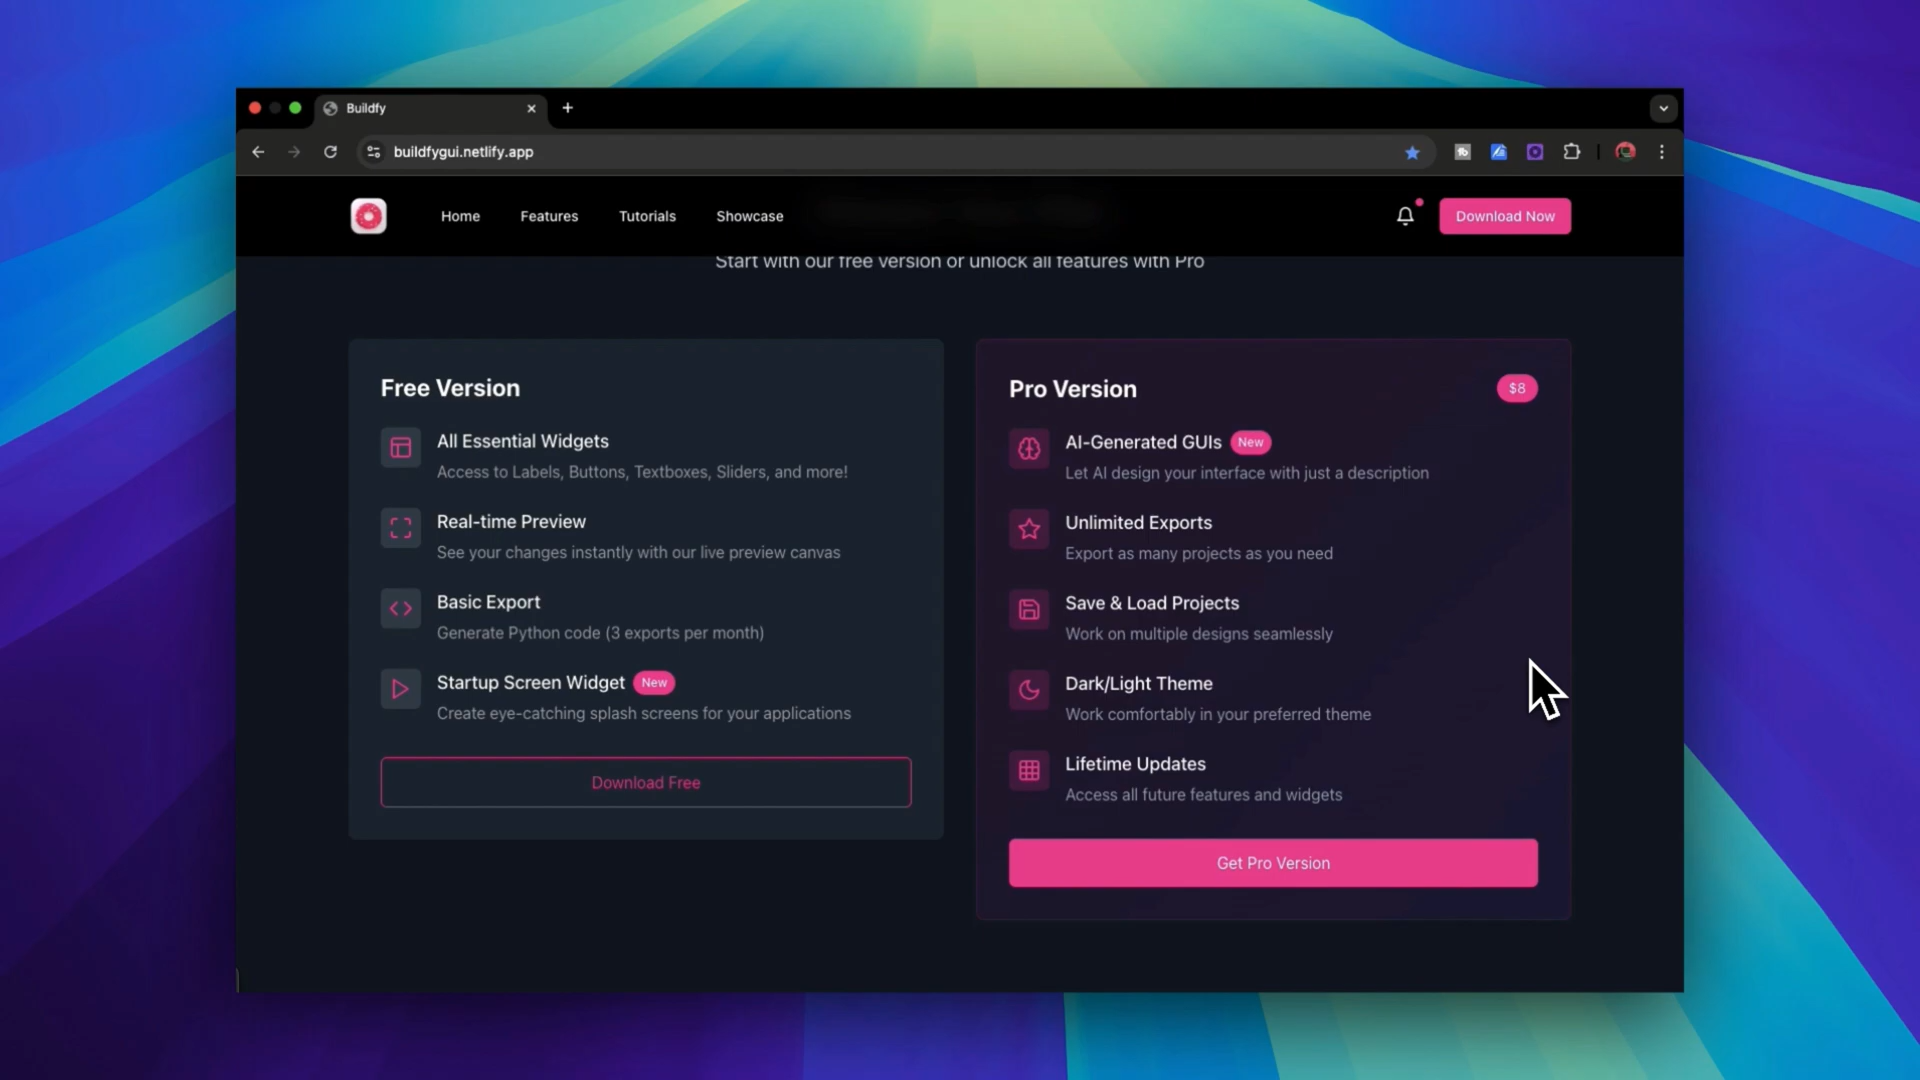 Buildfy
buildfygui.netlify.app
Home
Features
Tutorials
Showcase
Download Now
Start with our free version or unlock all features with Pro
Free Version
All Essential Widgets
Access to Labels, Buttons, Textboxes, Sliders, and more!
Real-time Preview
See your changes instantly with our live preview canvas
Basic Export
Generate Python code (3 exports per month)
Startup Screen Widget New
Create eye-catching splash screens for your applications
Download Free
Pro Version
$8
AI-Generated GUIs New
Let AI design your interface with just a description
Unlimited Exports
Export as many projects as you need
Save & Load Projects
Work on multiple designs seamlessly
Dark/Light Theme
Work comfortably in your preferred theme
Lifetime Updates
Access all future features and widgets
Get Pro Version